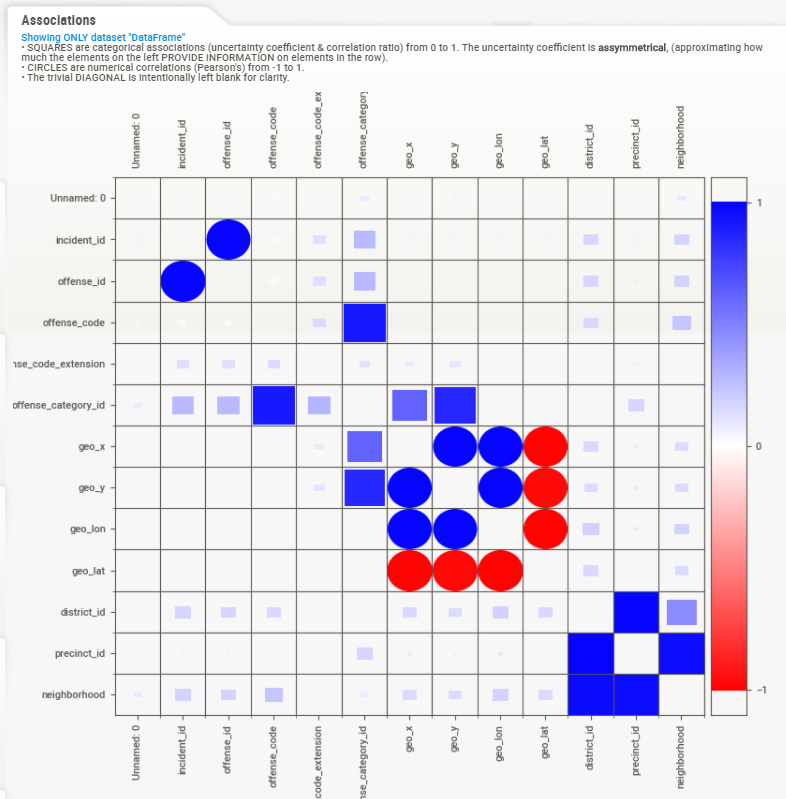 Associations
Showing ONLY dataset "DataFrame"
• SQUARES are categorical associations (uncertainty coefficient & correlation ratio) from 0 to 1. The uncertainty coefficient is assymmetrical, (approximating how
much the elements on the left PROVIDE INFORMATION on elements in the row).
• CIRCLES are numerical correlations (Pearson's) from -1 to 1.
• The trivial DIAGONAL is intentionally left blank for clarity.
Unnamed: 0
incident_id
offense_id
offense_code
offense_code_ex
offense_category
geo_x
geo_y
geo_lon
geo_lat
district_id
precinct_id
neighborhood
Unnamed: 0
incident_id
offense_id
offense_code
nse_code_extension
offense_category_id
geo_x
geo_y
geo_lon
geo_lat
district_id
precinct_id
neighborhood
1
0
−1
Unnamed: 0
incident_id
offense_id
offense_code
_code_extension
nse_category_id
geo_x
geo_y
geo_lon
geo_lat
district_id
precinct_id
neighborhood